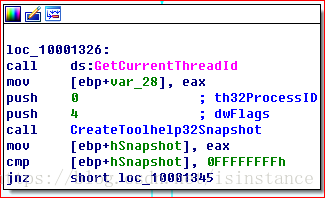 loc_10001326:
call ds:GetCurrentThreadId
mov [ebp+var_28], eax
push 0 ; th32ProcessID
push 4 ; dwFlags
call CreateToolhelp32Snapshot
mov [ebp+hSnapshot], eax
cmp [ebp+hSnapshot], 0FFFFFFFFh
jnz short loc_10001345